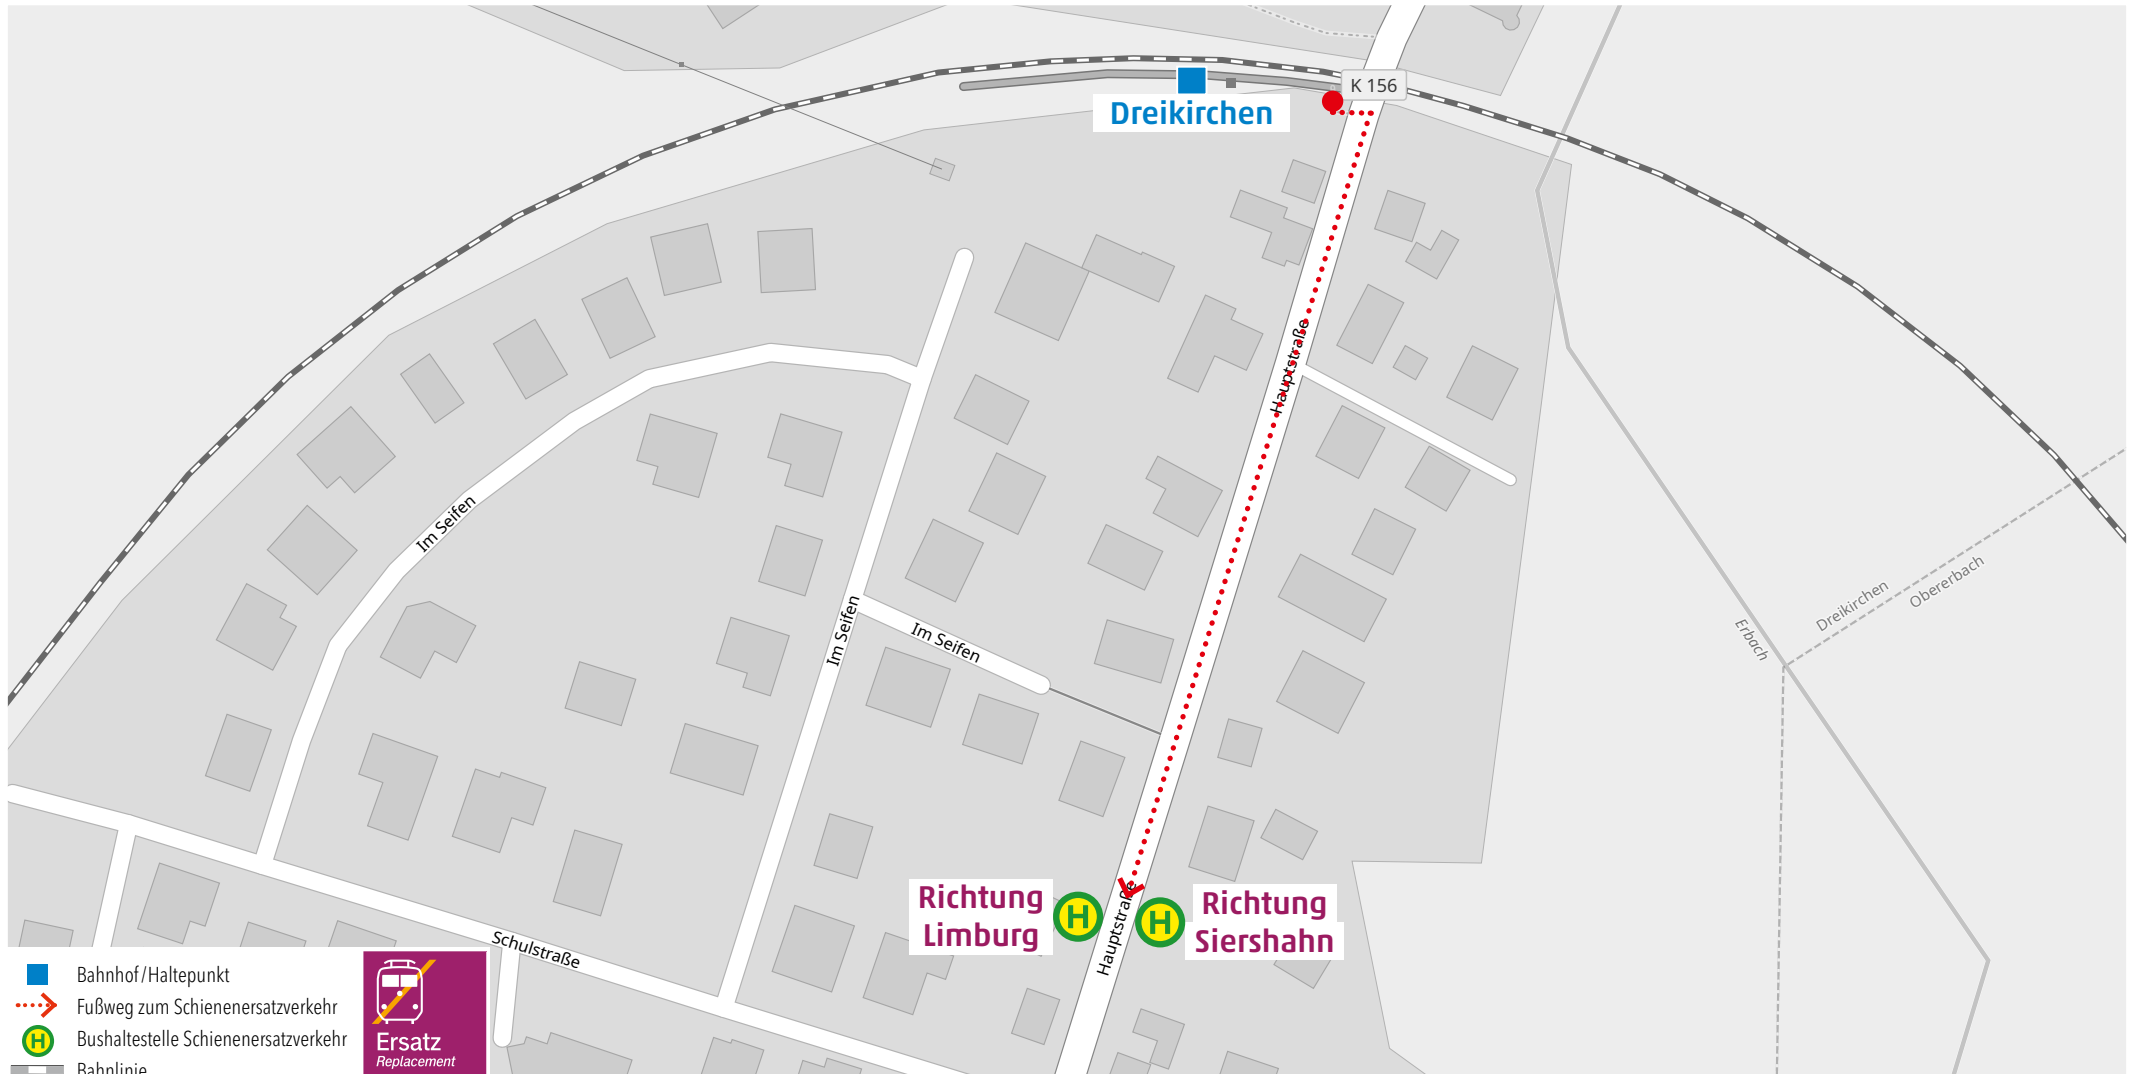 K 156
Dreikirchen
Hauptstraße
Im Seifen
Im Seifen
Im Seifen
Dreikirchen
Obererbach
Erbach
Richtung
Limburg
H
Hauptstraße
H
Richtung
Siershahn
Schulstraße
Bahnhof/Haltepunkt
Fußweg zum Schienenersatzverkehr
H
Bushaltestelle Schienenersatzverkehr
Bahnlinie
Ersatz
Replacement